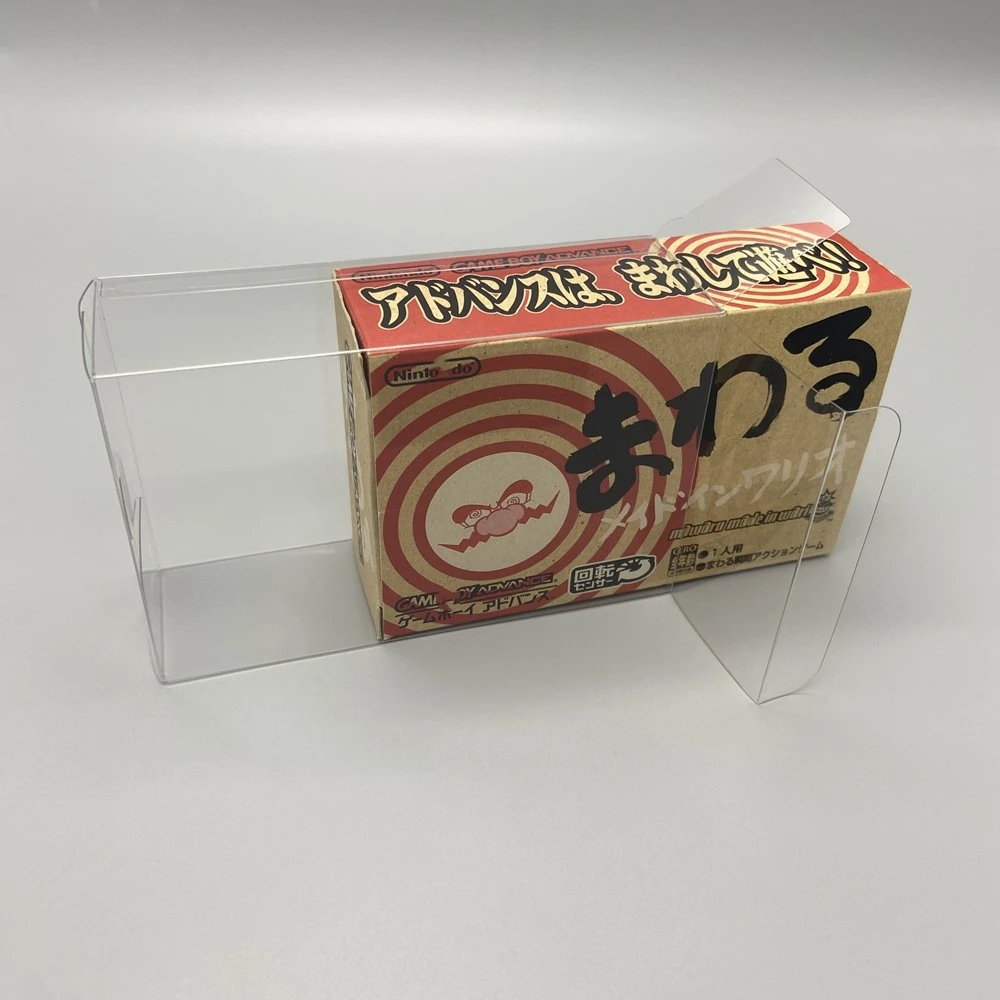 Nintendo GAME BOY ADVANCE
アドバンスは、まわして遊べ!!
Nintendo
まわる
メイドインワリオ
mawaru made in wario
回転
センサー
CERO
●1人用
●まわる瞬間アクションゲーム
GAME BOY ADVANCE
ゲームボーイアドバンス